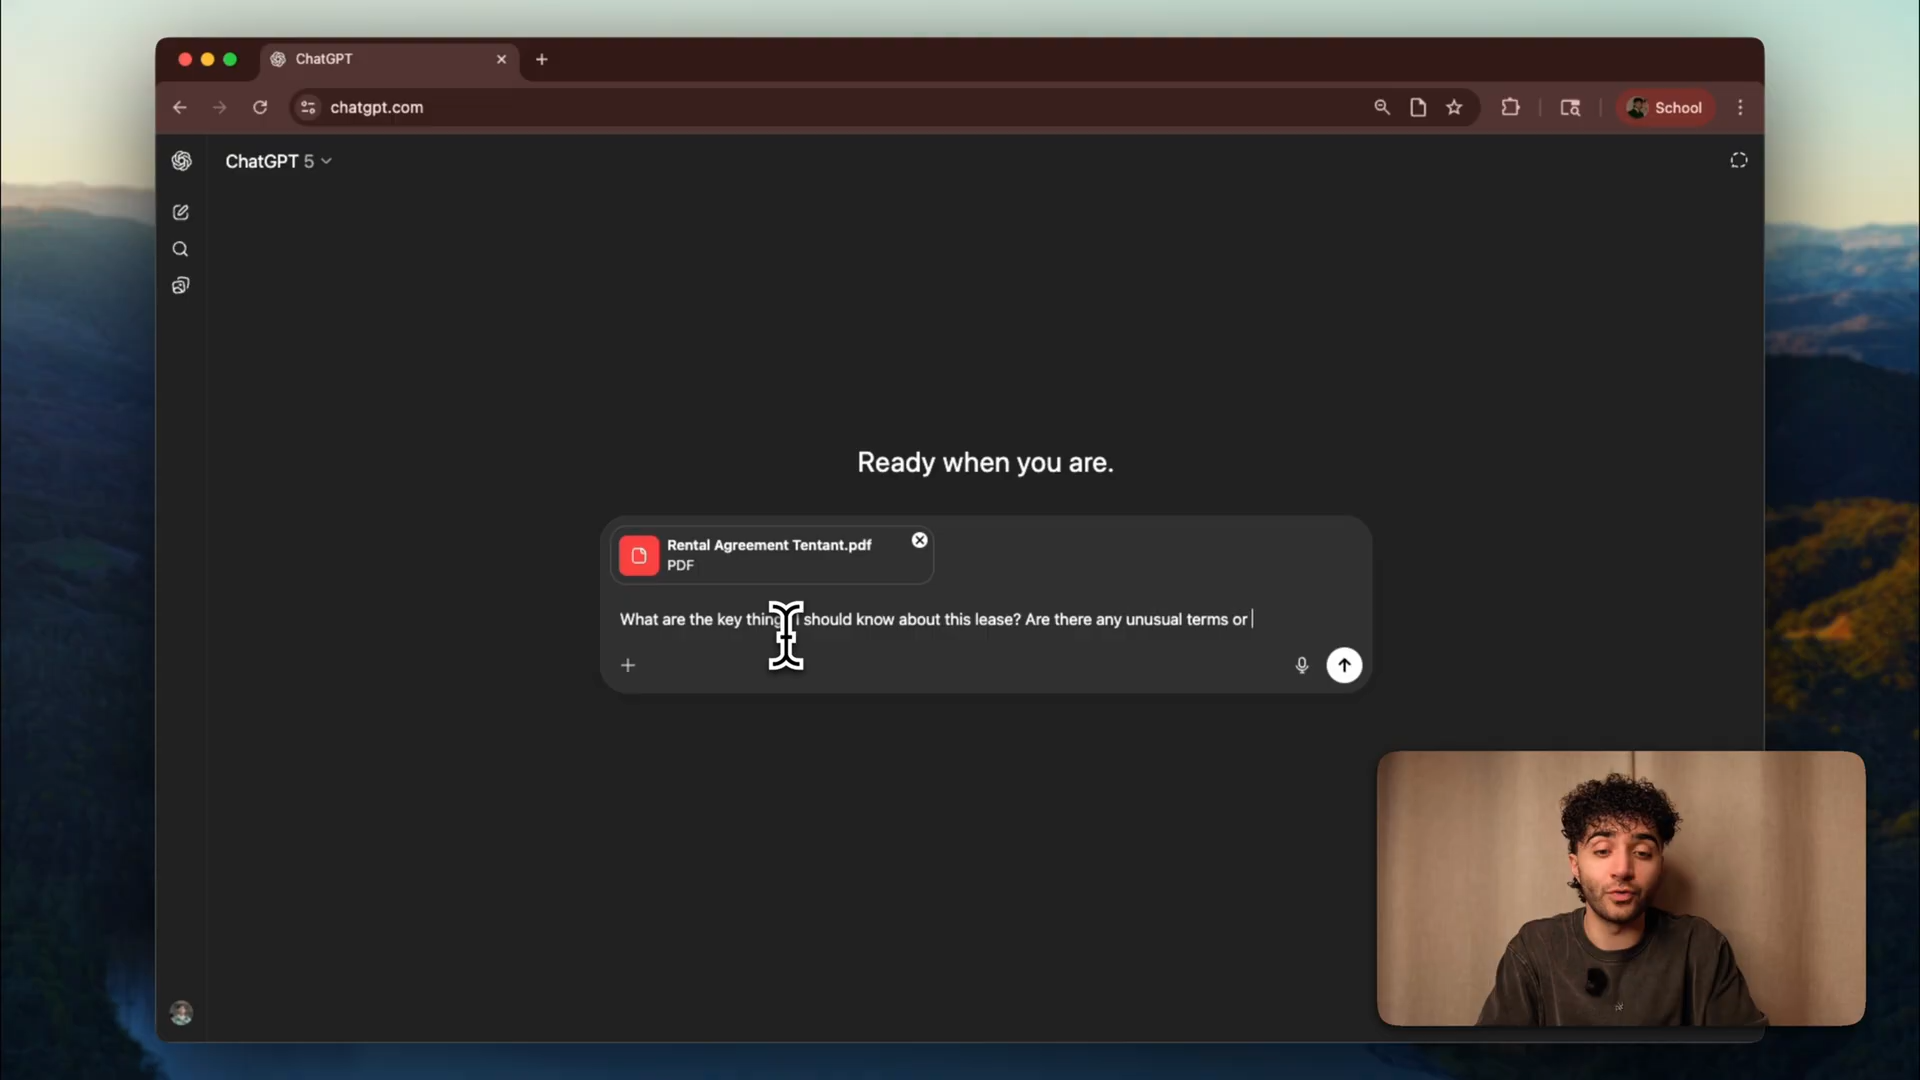 ChatGPT
chatgpt.com
School
ChatGPT 5
Ready when you are.
Rental Agreement Tentant.pdf
PDF
What are the key thing I should know about this lease? Are there any unusual terms or